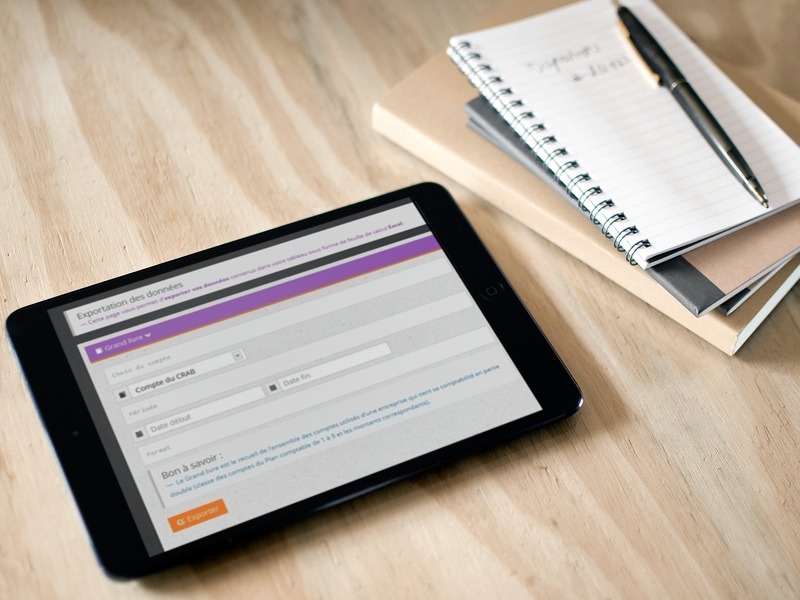 Exportation des données
— Cette page vous permet d'exporter vos données contenus dans votre tableau sous forme de feuille de calcul Excel.
Grand livre
Choix du compte
Compte du CRAB
Période
Date début
Date fin
Format
Bon à savoir :
— Le Grand livre est le recueil de l'ensemble des comptes utilisés d'une entreprise qui tient sa comptabilité en partie
double (classe des comptes du Plan comptable de 1 à 9 et les montants correspondants).
Exporter